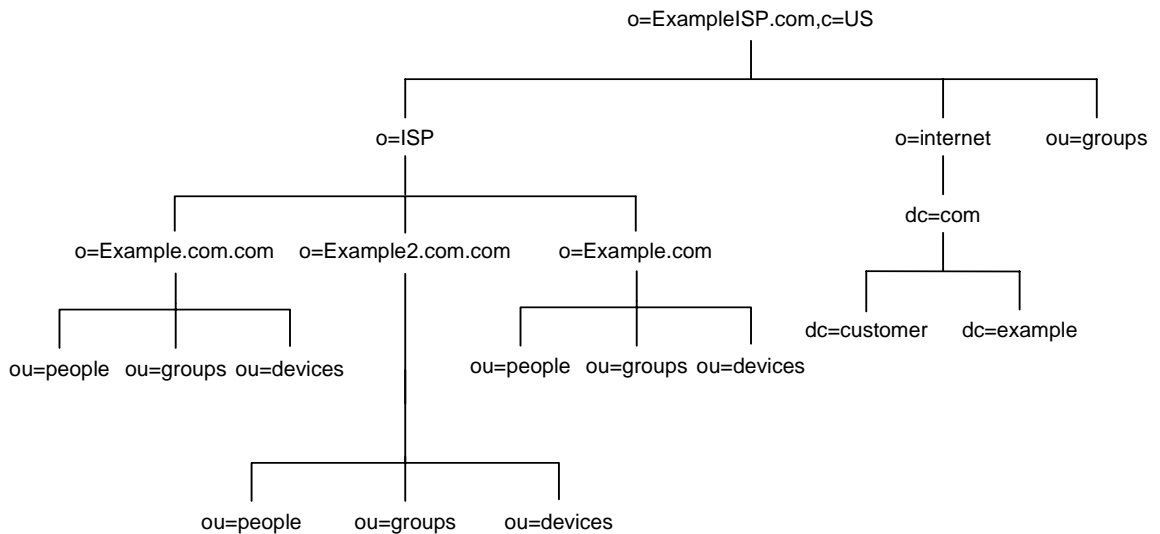 o=ExampleISP.com,c=US
o=ISP
o=internet
ou=groups
dc=com
o=Example.com.com
o=Example2.com.com
o=Example.com
dc=customer
dc=example
ou=people
ou=groups
ou=devices
ou=people
ou=groups
ou=devices
ou=people
ou=groups
ou=devices